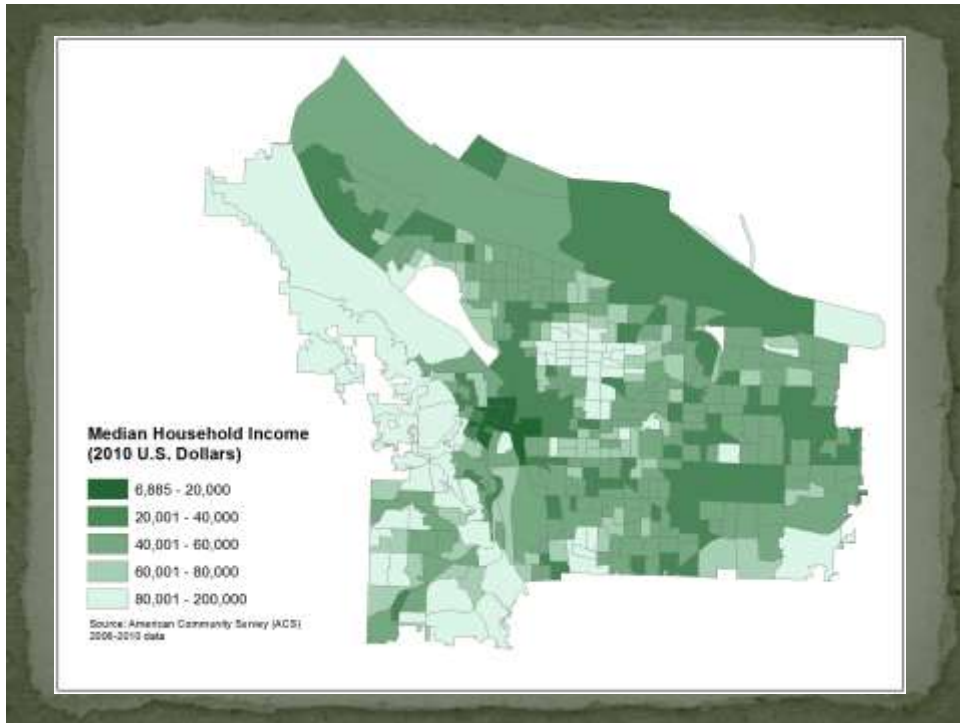 Median Household Income
(2010 U.S. Dollars)
6,885 - 20,000
20,001 - 40,000
40,001 - 60,000
60,001 - 80,000
80,001 - 200,000
Source: American Community Survey (ACS)
2006-2010 data